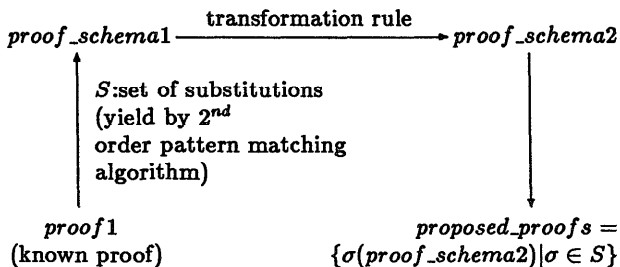 transformation rule
proof_schema1
proof_schema2
S:set of substitutions
(yield by 2nd
order pattern matching
algorithm)
proof1
(known proof)
proposed_proofs =
{σ(proof_schema2)|σ ∈ S}